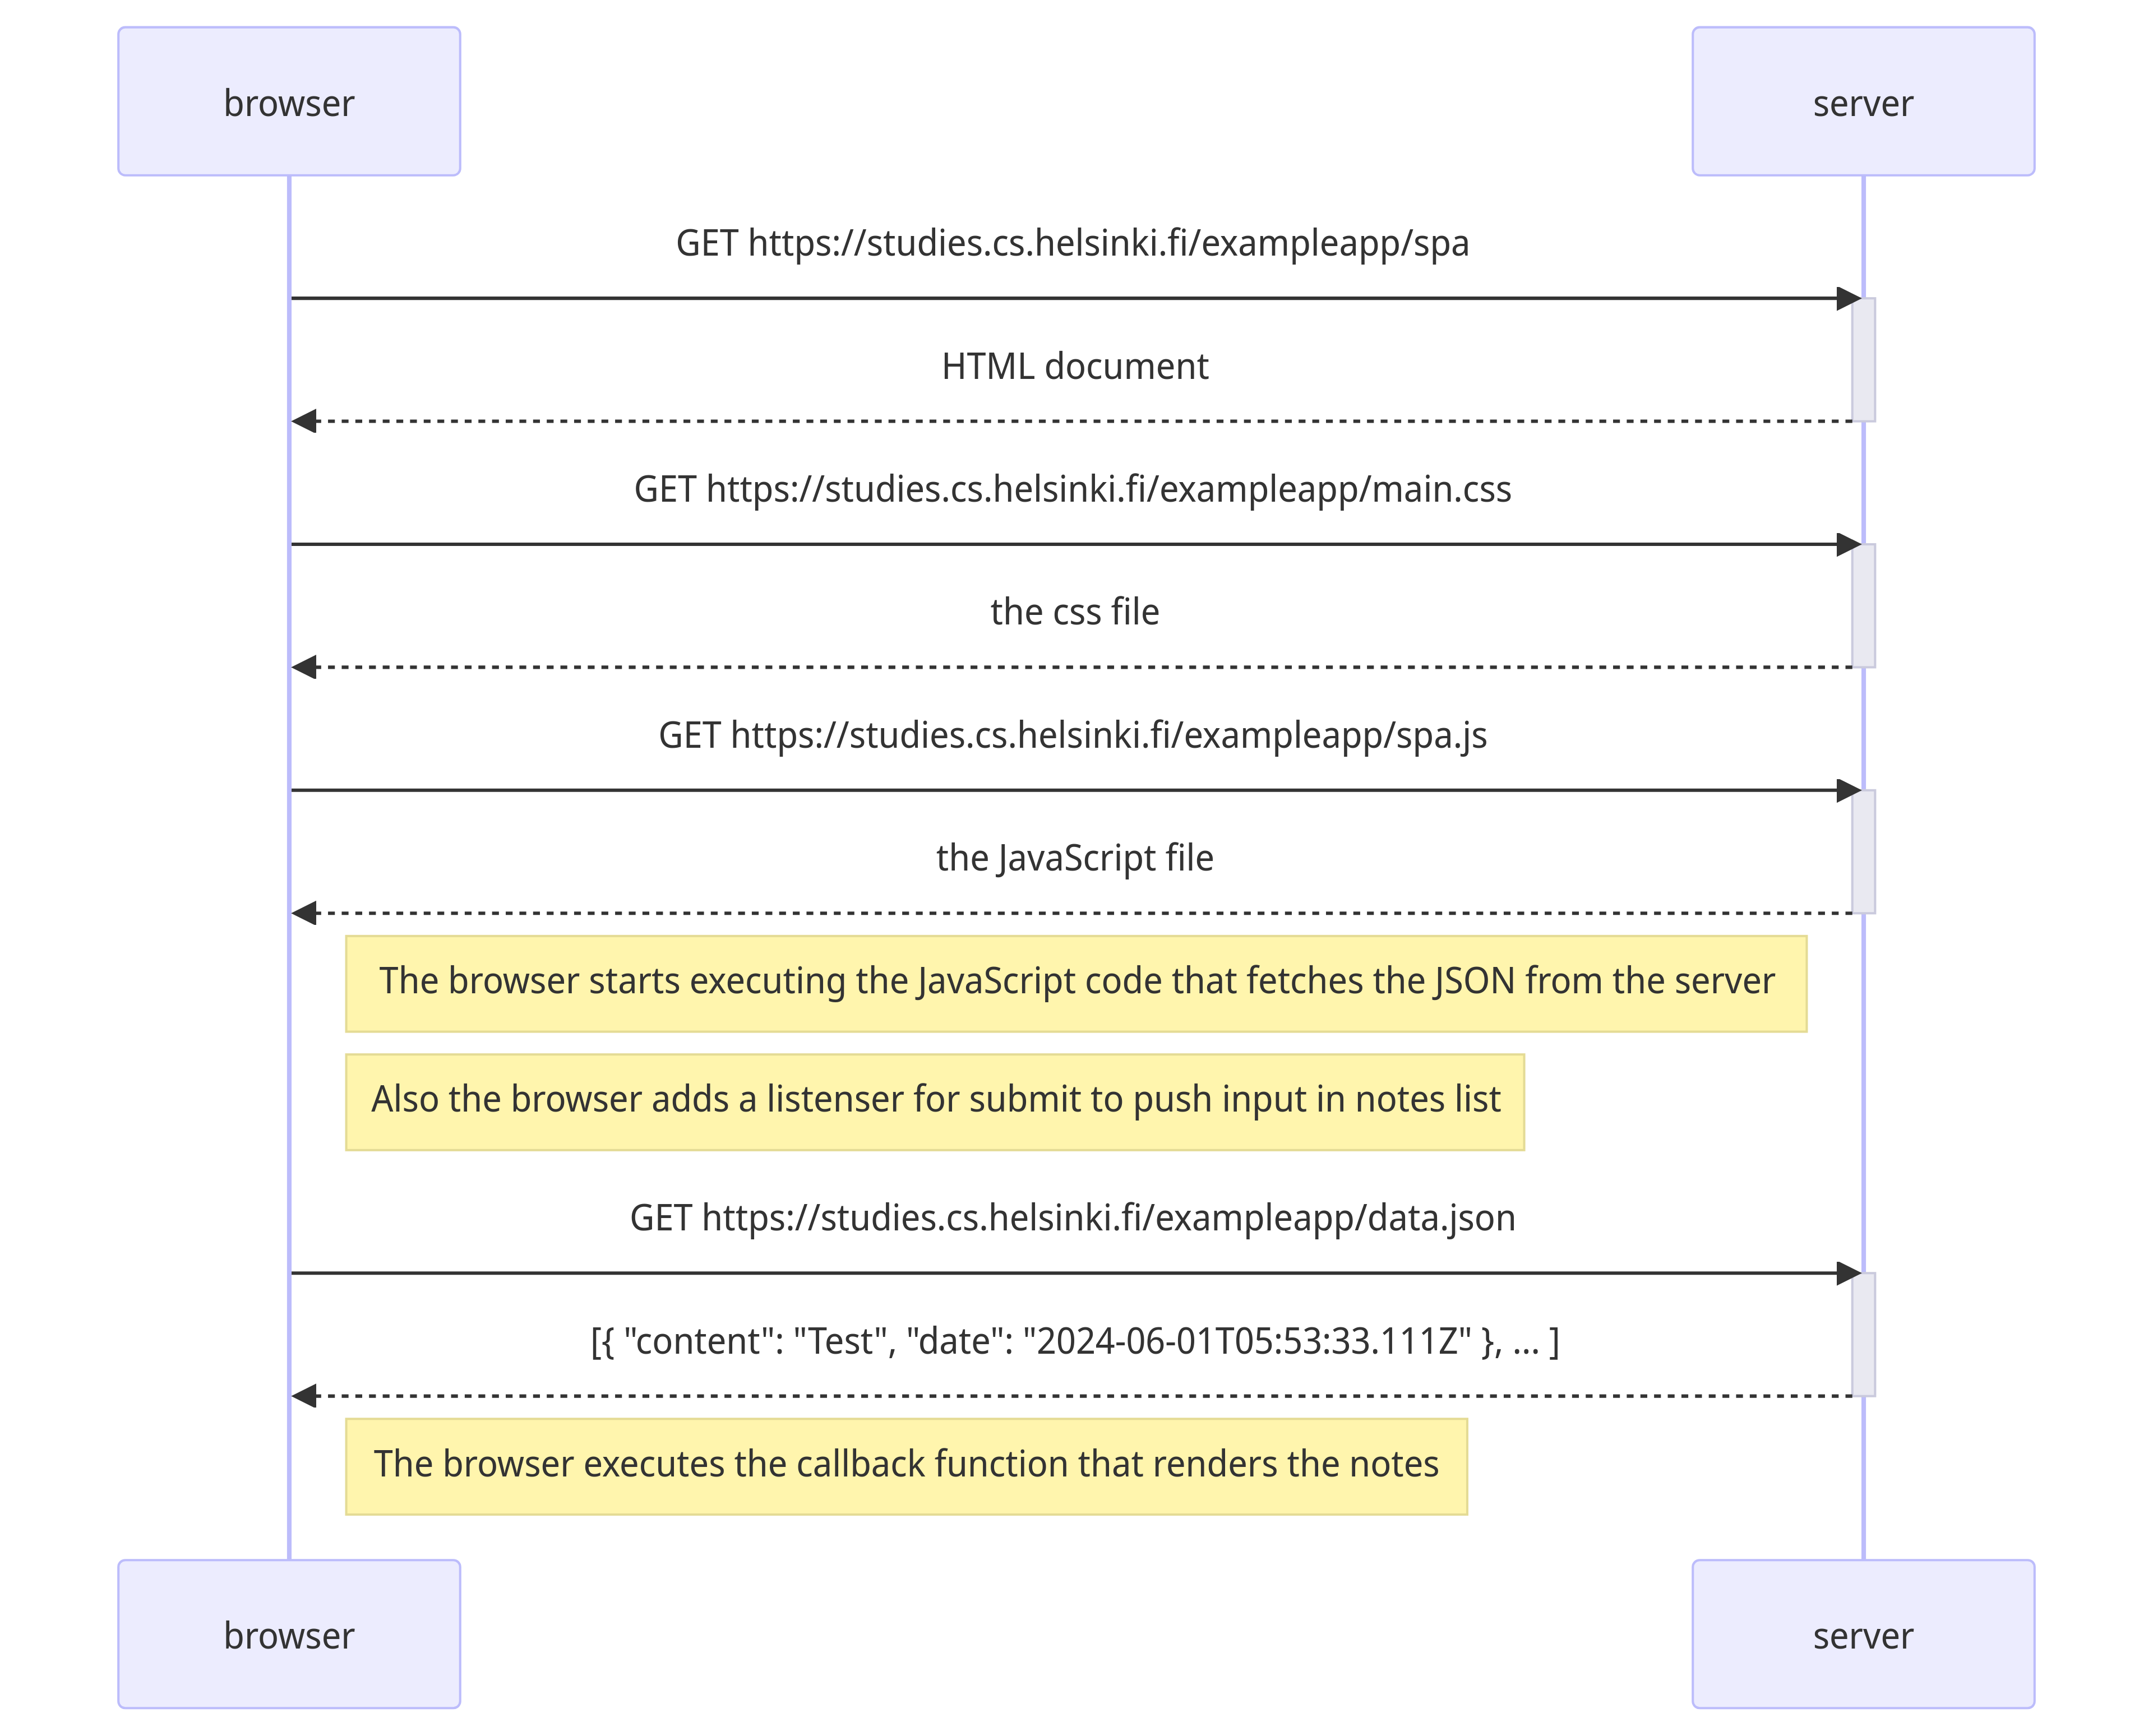 browser
server
GET https://studies.cs.helsinki.fi/exampleapp/spa
HTML document
GET https://studies.cs.helsinki.fi/exampleapp/main.css
the css file
GET https://studies.cs.helsinki.fi/exampleapp/spa.js
the JavaScript file
The browser starts executing the JavaScript code that fetches the JSON from the server
Also the browser adds a listenser for submit to push input in notes list
GET https://studies.cs.helsinki.fi/exampleapp/data.json
[{ "content": "Test", "date": "2024-06-01T05:53:33.111Z" }, ... ]
The browser executes the callback function that renders the notes
browser
server